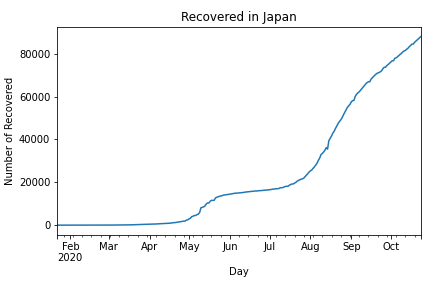 Recovered in Japan
Number of Recovered
80000
60000
40000
20000
0
Feb Mar Apr May Jun Jul Aug Sep Oct
2020
Day